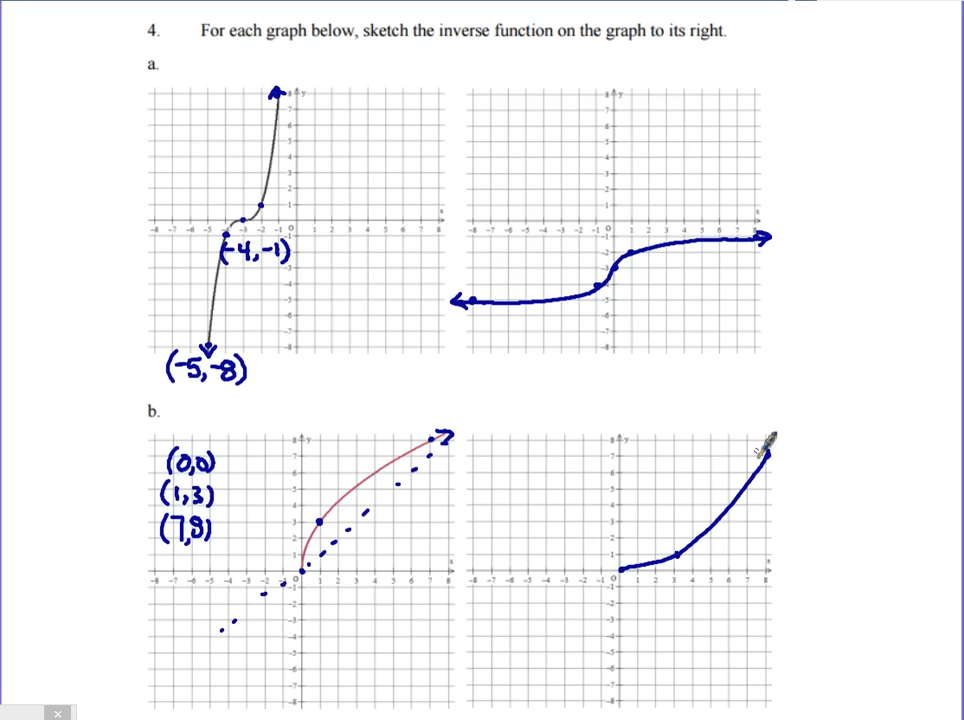 4. For each graph below, sketch the inverse function on the graph to its right.
a.
(-4,-1)
(-5,-8)
b.
(0,0)
(1,3)
(7,8)